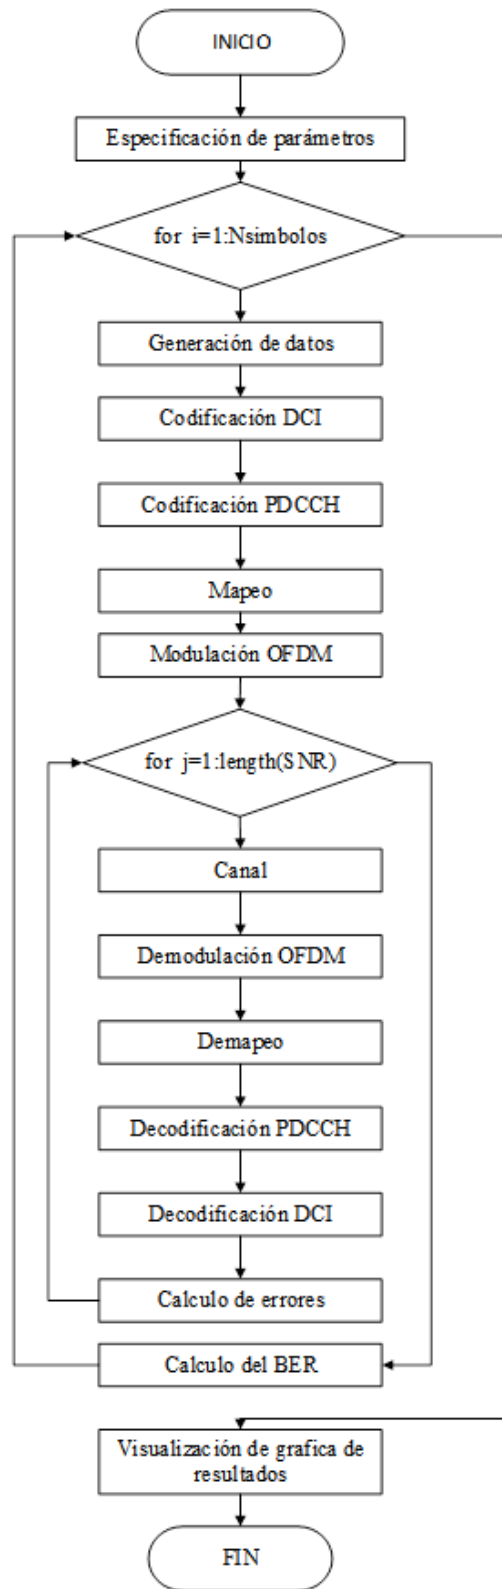 INICIO
Especificación de parámetros
for i=1:Nsimbolos
Generación de datos
Codificación DCI
Codificación PDCCH
Mapeo
Modulación OFDM
for j=1:length(SNR)
Canal
Demodulación OFDM
Demapeo
Decodificación PDCCH
Decodificación DCI
Calculo de errores
Calculo del BER
Visualización de grafica de
resultados
FIN